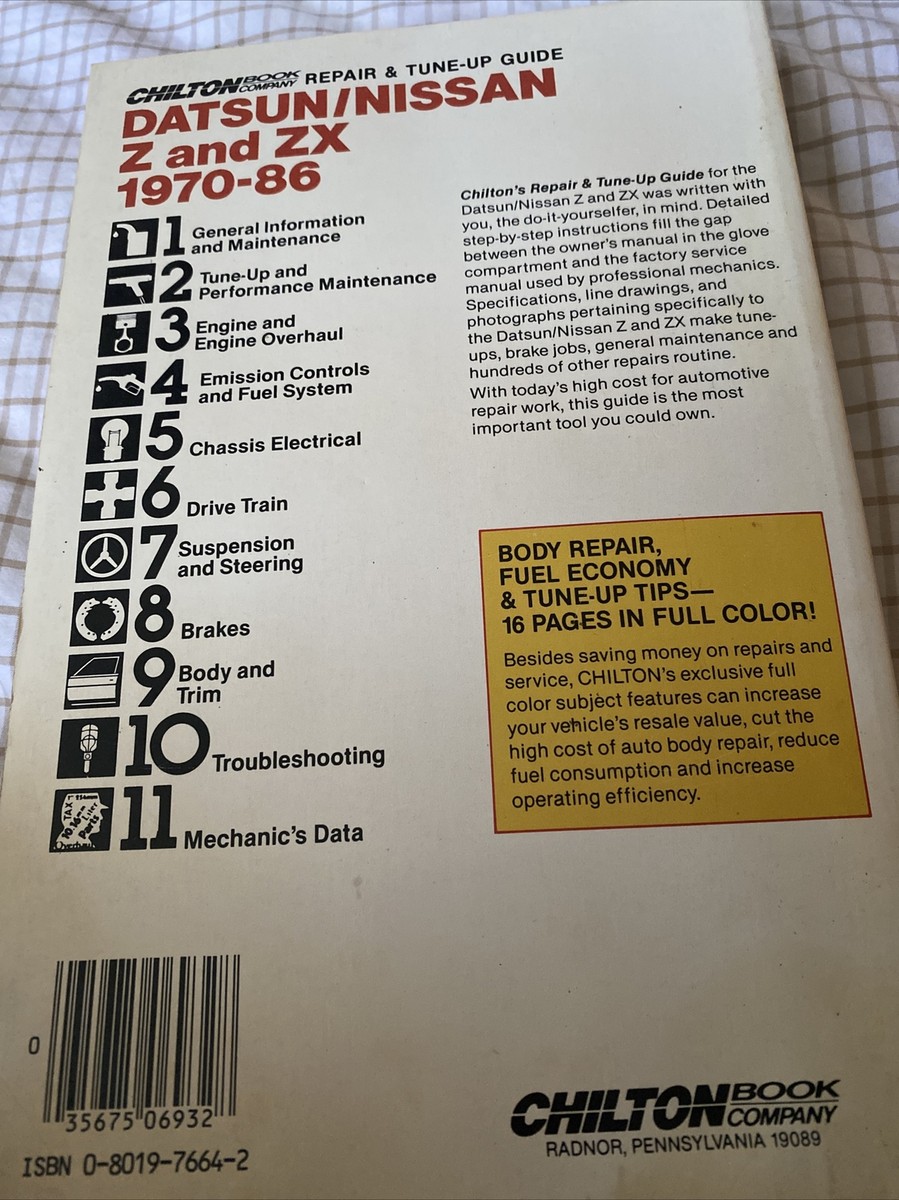 CHILTON BOOK COMPANY REPAIR & TUNE-UP GUIDE
DATSUN/NISSAN
Z and ZX
1970-86
1 General Information
and Maintenance
2 Tune-Up and
Performance Maintenance
3 Engine and
Engine Overhaul
4 Emission Controls
and Fuel System
5 Chassis Electrical
6 Drive Train
7 Suspension
and Steering
8 Brakes
9 Body and
Trim
10 Troubleshooting
11 Mechanic's Data
Chilton's Repair & Tune-Up Guide for the
Datsun/Nissan Z and ZX was written with
you, the do-it-yourselfer, in mind. Detailed
step-by-step instructions fill the gap
between the owner's manual in the glove
compartment and the factory service
manual used by professional mechanics.
Specifications, line drawings, and
photographs pertaining specifically to
the Datsun/Nissan Z and ZX make tune-
ups, brake jobs, general maintenance and
hundreds of other repairs routine.
With today's high cost for automotive
repair work, this guide is the most
important tool you could own.
BODY REPAIR,
FUEL ECONOMY
& TUNE-UP TIPS—
16 PAGES IN FULL COLOR!
Besides saving money on repairs and
service, CHILTON's exclusive full
color subject features can increase
your vehicle's resale value, cut the
high cost of auto body repair, reduce
fuel consumption and increase
operating efficiency.
0
35675 06932
ISBN 0-8019-7664-2
CHILTON BOOK COMPANY
RADNOR, PENNSYLVANIA 19089